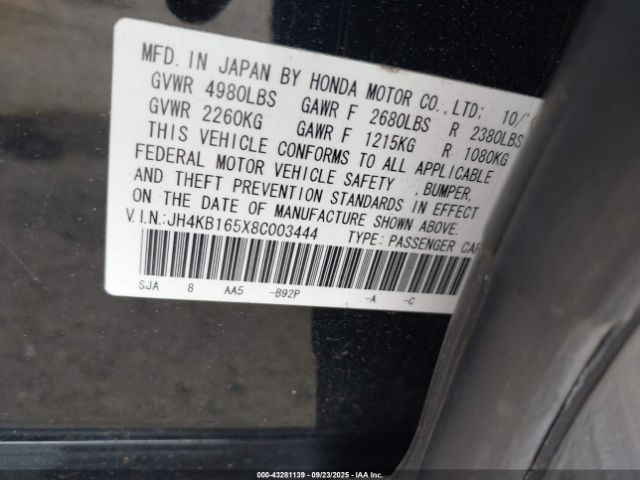 MFD. IN JAPAN BY HONDA MOTOR CO.,LTD; 10/
GVWR 4980LBS GAWR F 2680LBS R 2380LBS
GVWR 2260KG GAWR F 1215KG R 1080KG
THIS VEHICLE CONFORMS TO ALL APPLICABLE
FEDERAL MOTOR VEHICLE SAFETY, BUMPER,
AND THEFT PREVENTION STANDARDS IN EFFECT
ON THE DATE OF MANUFACTURE SHOWN ABOVE.
V.I.N.:JH4KB165X8C003444 TYPE: PASSENGER CAR
SJA 8 AA5 -B92P -A -C
000-43281139 - 09/23/2025 - IAA Inc.